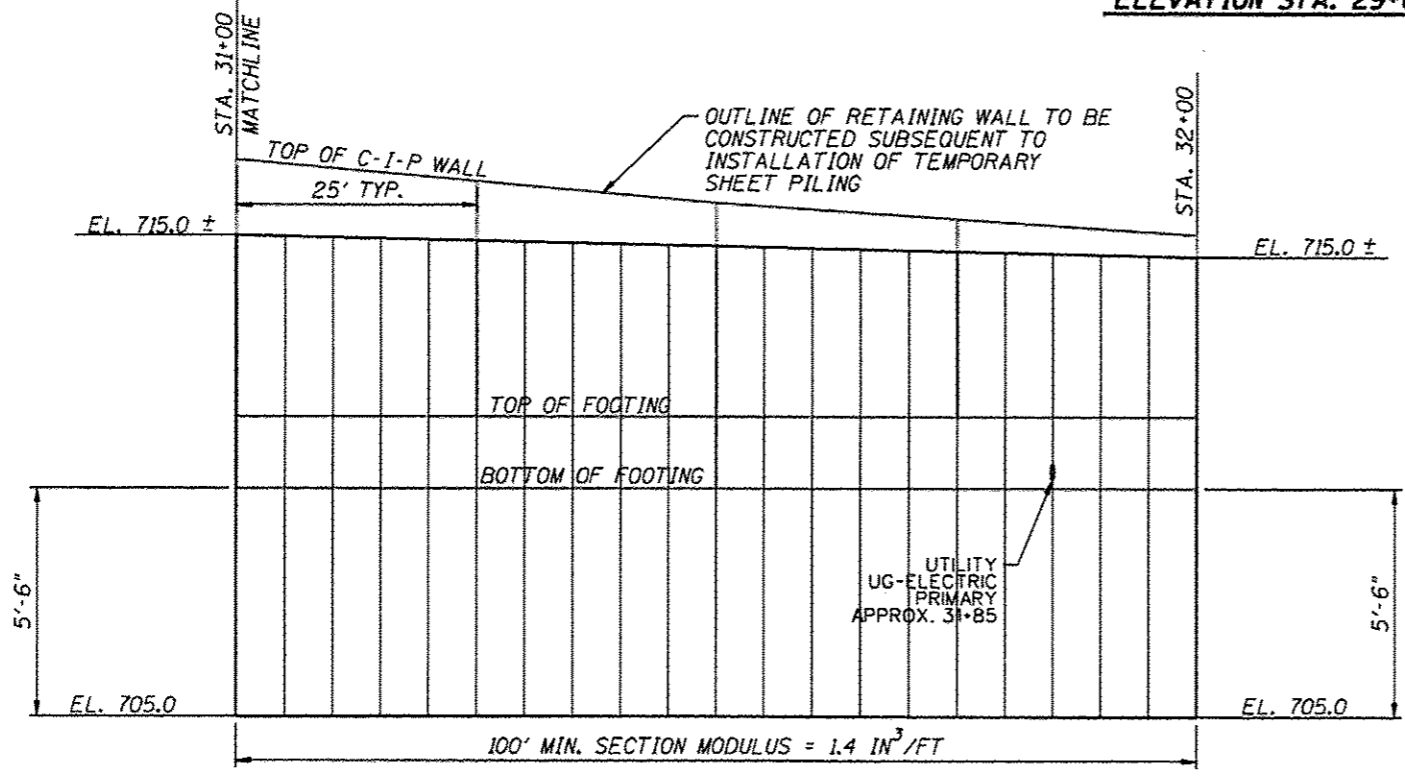 ELEVATION STA. 29+
STA. 31+00
MATCHLINE
STA. 32+00
OUTLINE OF RETAINING WALL TO BE
CONSTRUCTED SUBSEQUENT TO
INSTALLATION OF TEMPORARY
SHEET PILING
TOP OF C-I-P WALL
25' TYP.
EL. 715.0 ±
EL. 715.0 ±
TOP OF FOOTING
BOTTOM OF FOOTING
UTILITY
UG-ELECTRIC
PRIMARY
APPROX. 31+85
5'-6"
5'-6"
EL. 705.0
EL. 705.0
100' MIN. SECTION MODULUS = 1.4 IN³/FT